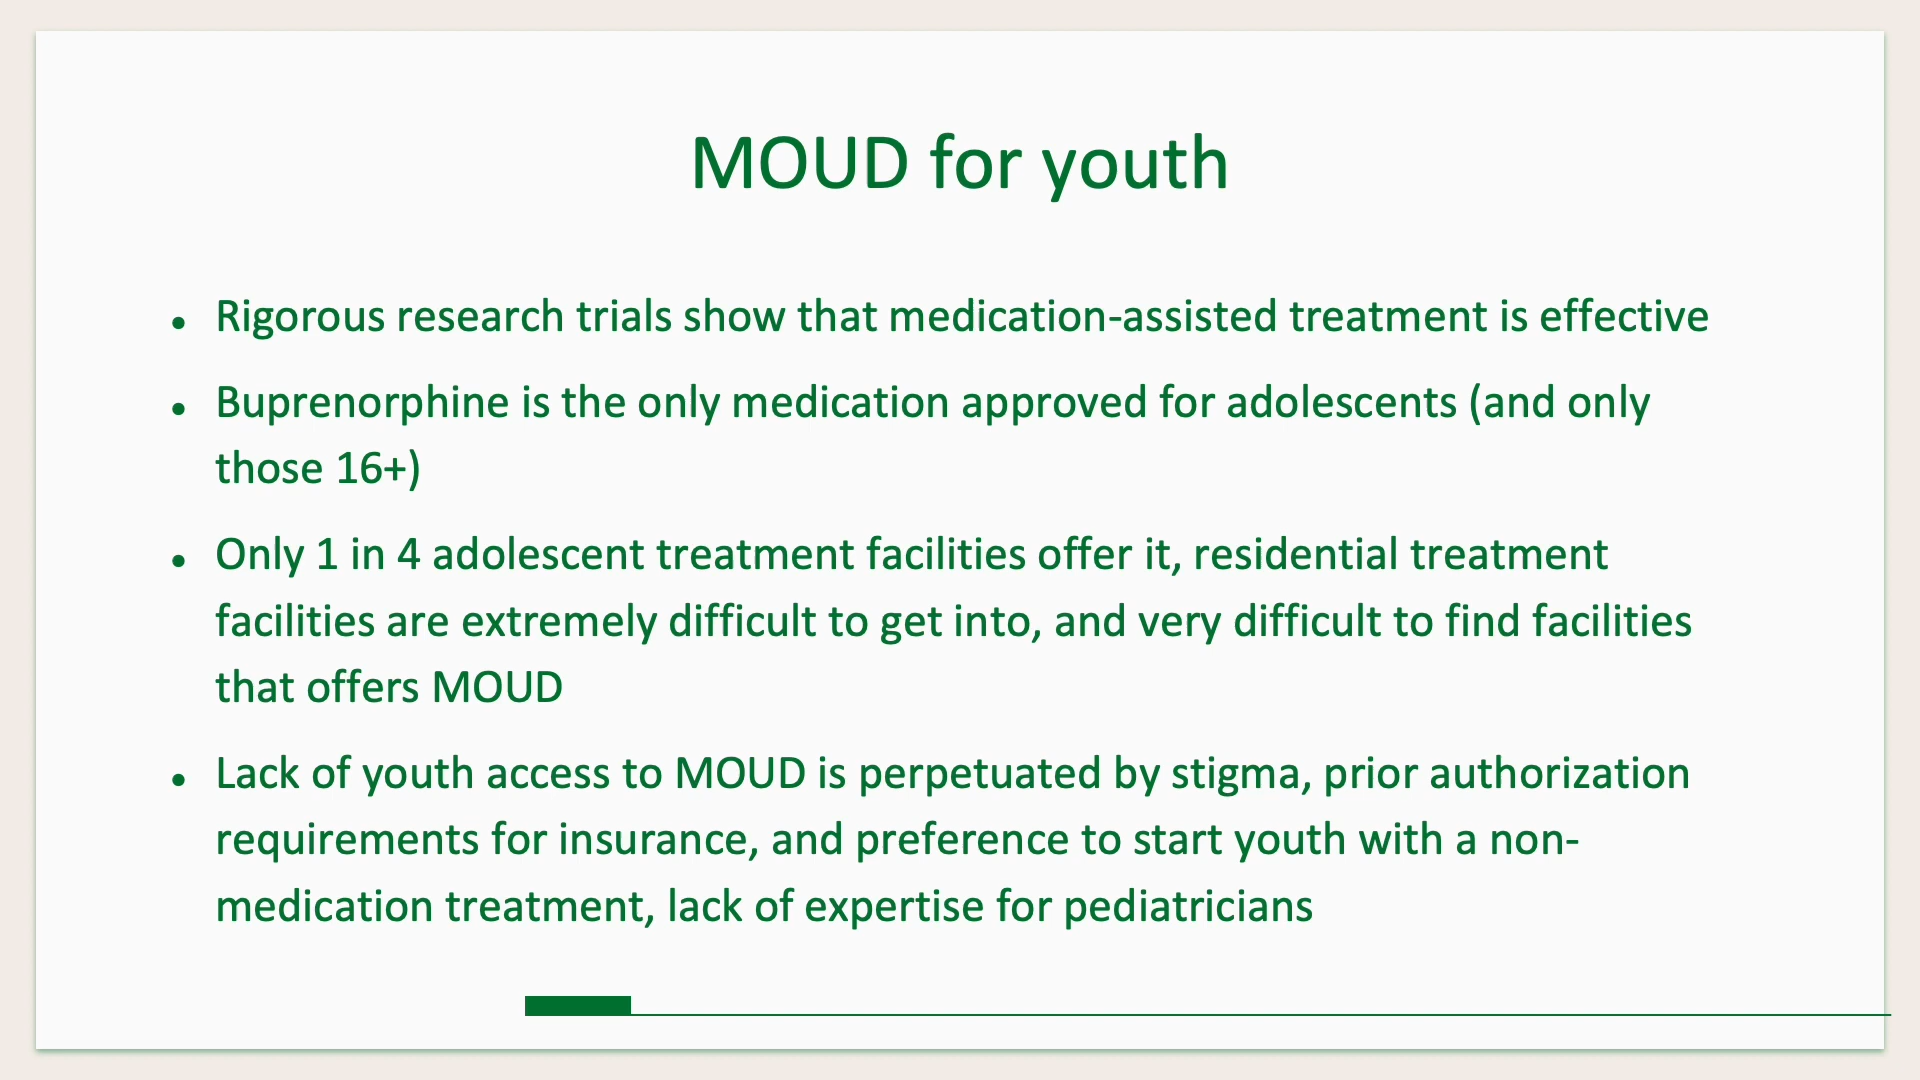 MOUD for youth
• Rigorous research trials show that medication-assisted treatment is effective
• Buprenorphine is the only medication approved for adolescents (and only
those 16+)
• Only 1 in 4 adolescent treatment facilities offer it, residential treatment
facilities are extremely difficult to get into, and very difficult to find facilities
that offers MOUD
• Lack of youth access to MOUD is perpetuated by stigma, prior authorization
requirements for insurance, and preference to start youth with a non-
medication treatment, lack of expertise for pediatricians